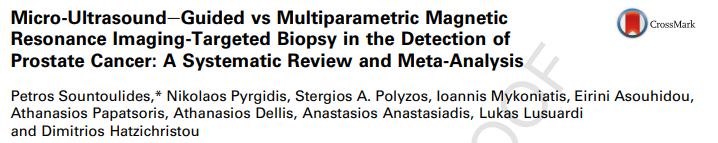 Micro-Ultrasound–Guided vs Multiparametric Magnetic
Resonance Imaging-Targeted Biopsy in the Detection of
Prostate Cancer: A Systematic Review and Meta-Analysis
CrossMark
Petros Sountoulides,* Nikolaos Pyrgidis, Stergios A. Polyzos, Ioannis Mykoniatis, Eirini Asouhidou,
Athanasios Papatsoris, Athanasios Dellis, Anastasios Anastasiadis, Lukas Lusuardi
and Dimitrios Hatzichristou
OOF